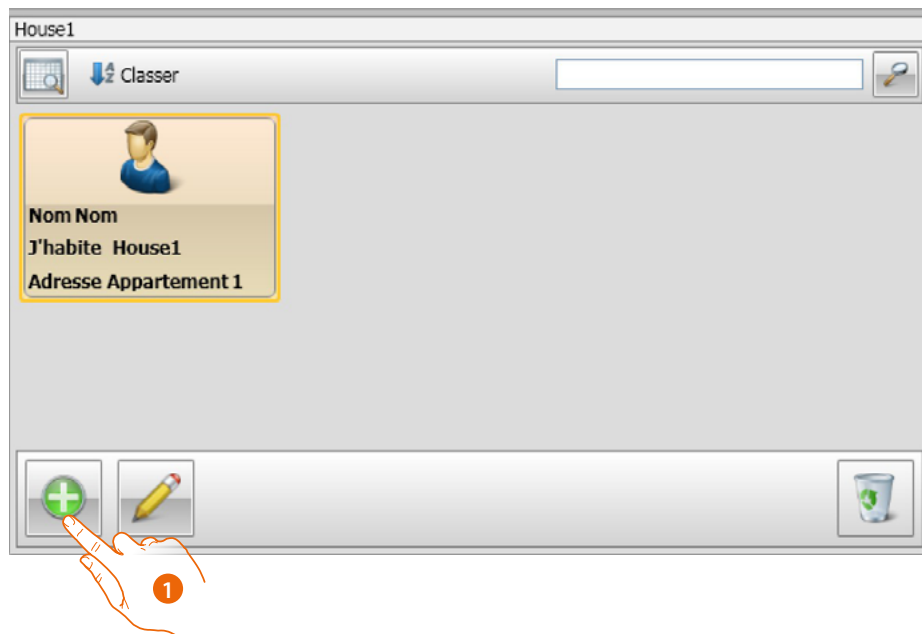 House1
Classer
Nom Nom
J'habite House1
Adresse Appartement 1
1